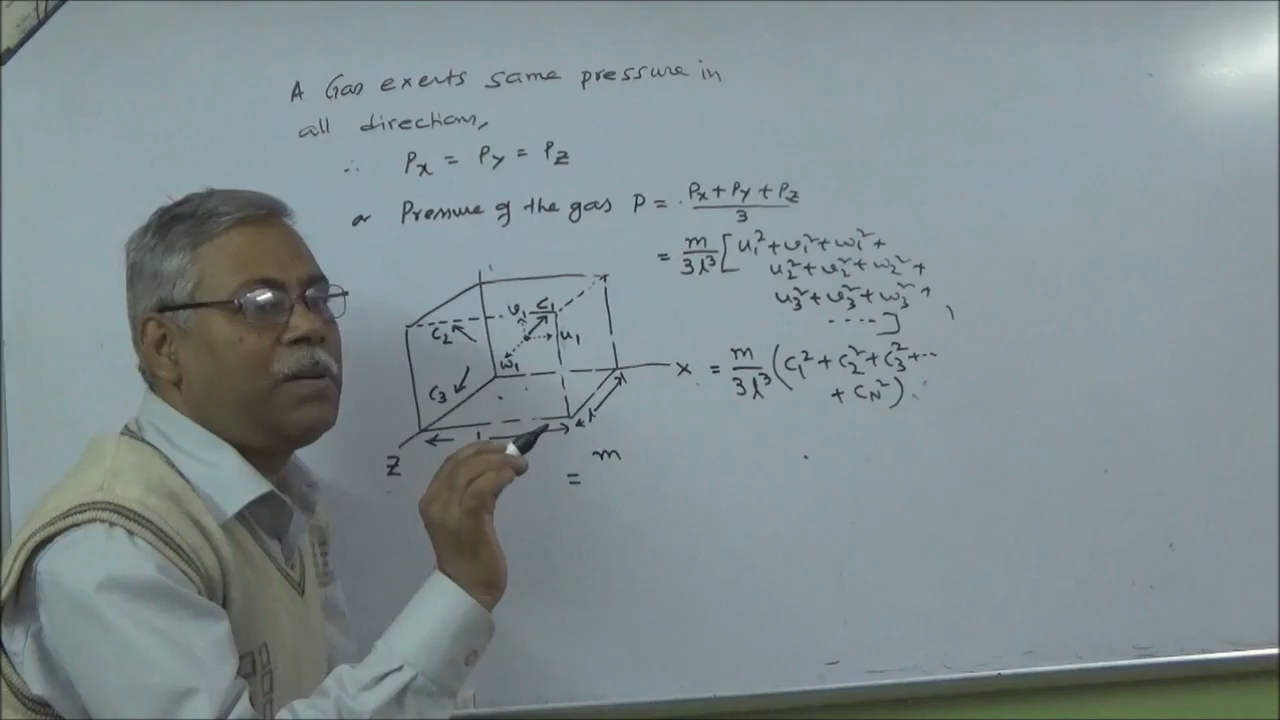 A Gas exerts same pressure in
all direction,
∴ Px = Py = Pz
or Pressure of the gas P = Px + Py + Pz / 3
= m/3l³ [ u₁² + v₁² + w₁² +
u₂² + v₂² + w₂² +
u₃² + v₃² + w₃² +
----- ]
= m/3l³ ( C₁² + C₂² + C₃² + --
+ C_N² )
v₁ C₁
C₂ u₁
w₁
C₃
X
l
l
Z
= m